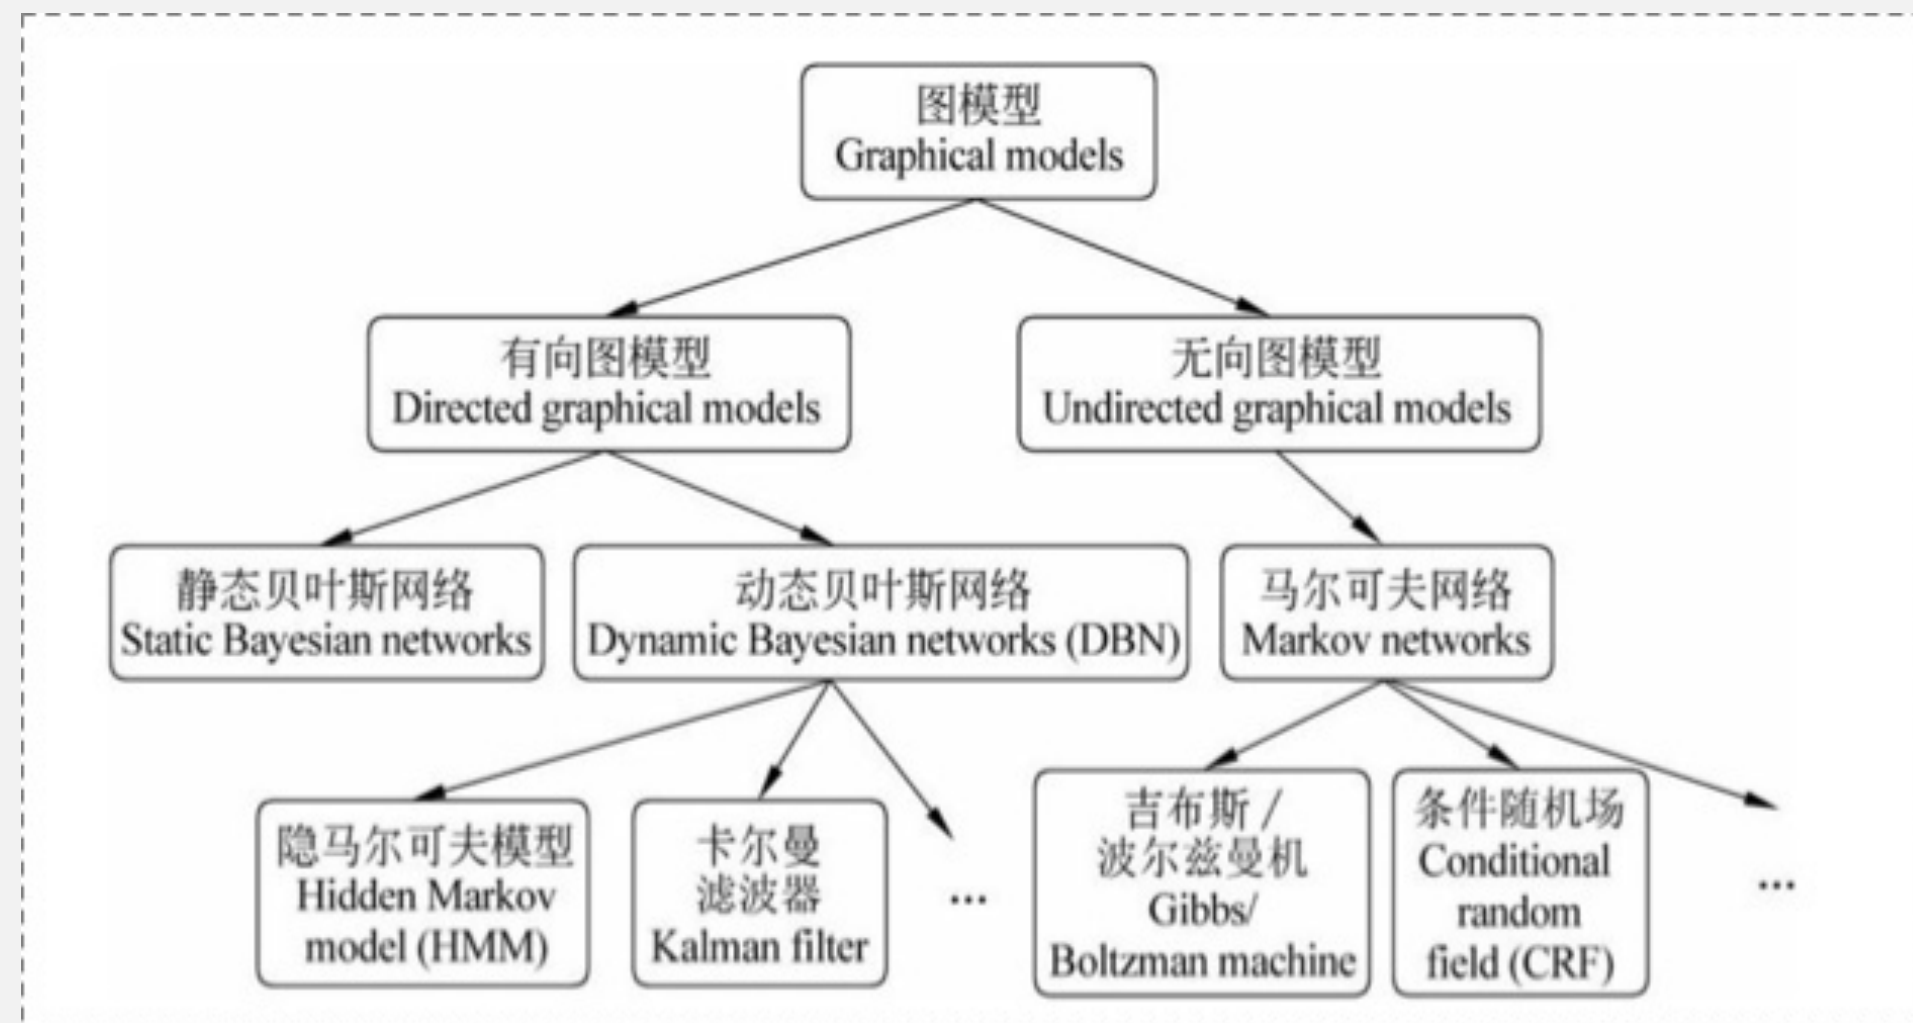 图模型
Graphical models
有向图模型
Directed graphical models
无向图模型
Undirected graphical models
静态贝叶斯网络
Static Bayesian networks
动态贝叶斯网络
Dynamic Bayesian networks (DBN)
马尔可夫网络
Markov networks
隐马尔可夫模型
Hidden Markov
model (HMM)
卡尔曼
滤波器
Kalman filter
...
吉布斯 /
波尔兹曼机
Gibbs/
Boltzman machine
条件随机场
Conditional
random
field (CRF)
...